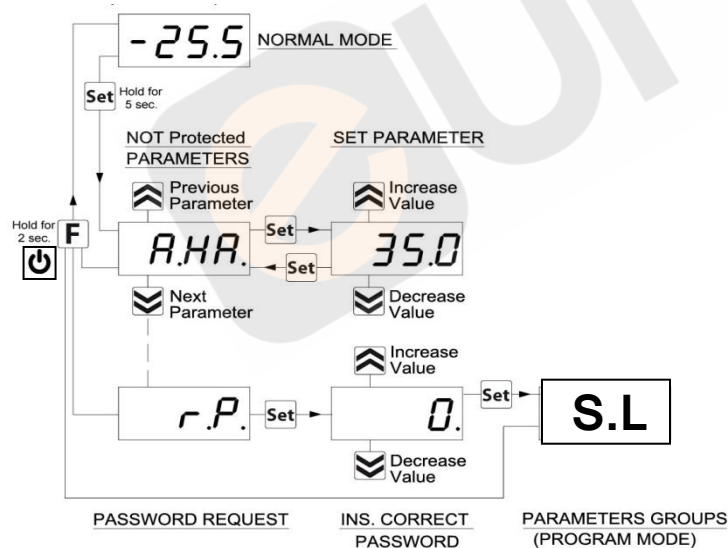 -25.5 NORMAL MODE
Set Hold for
5 sec.
NOT Protected
PARAMETERS
SET PARAMETER
Previous
Parameter
Increase
Value
Hold for
2 sec.
F
A.HA.
Set
Set
35.0
Next
Parameter
Decrease
Value
Increase
Value
r.P.
Set
0.
Set
S.L
Decrease
Value
PASSWORD REQUEST
INS. CORRECT
PASSWORD
PARAMETERS GROUPS
(PROGRAM MODE)